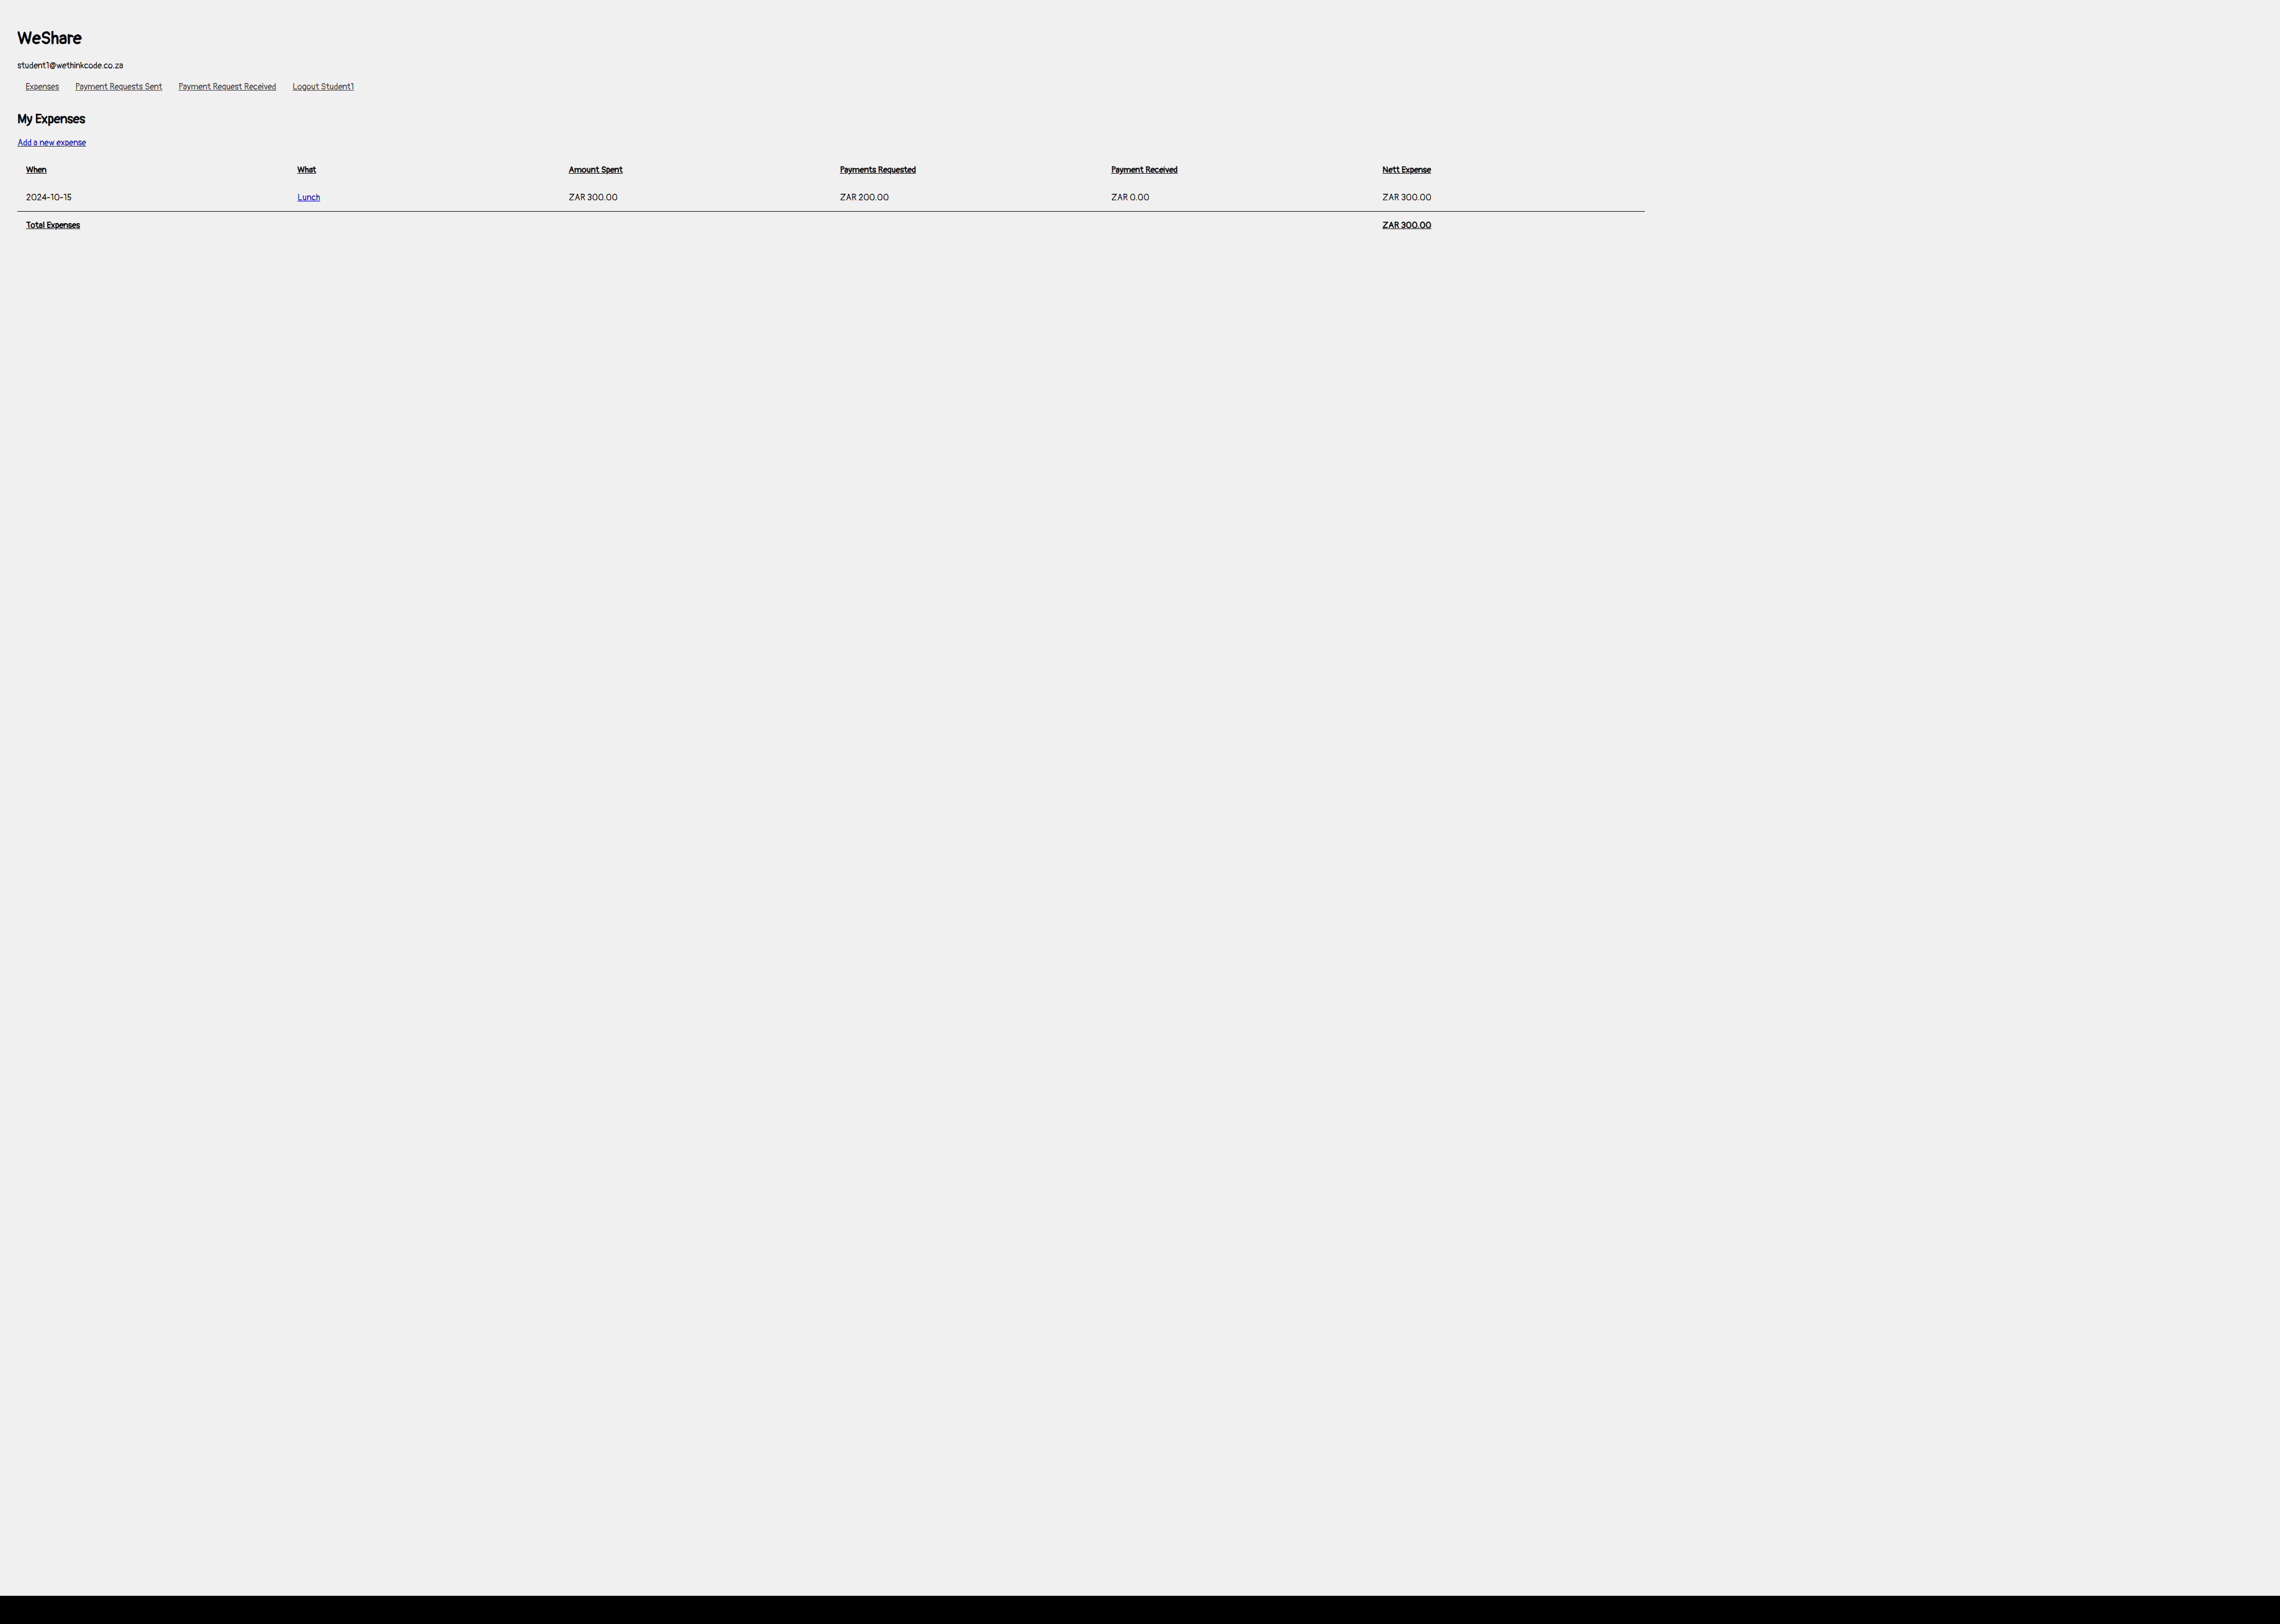 WeShare
student1@wethinkcode.co.za
Expenses Payment Requests Sent Payment Request Received Logout Student1
My Expenses
Add a new expense
When What Amount Spent Payments Requested Payment Received Nett Expense
2024-10-15 Lunch ZAR 300.00 ZAR 200.00 ZAR 0.00 ZAR 300.00
Total Expenses ZAR 300.00